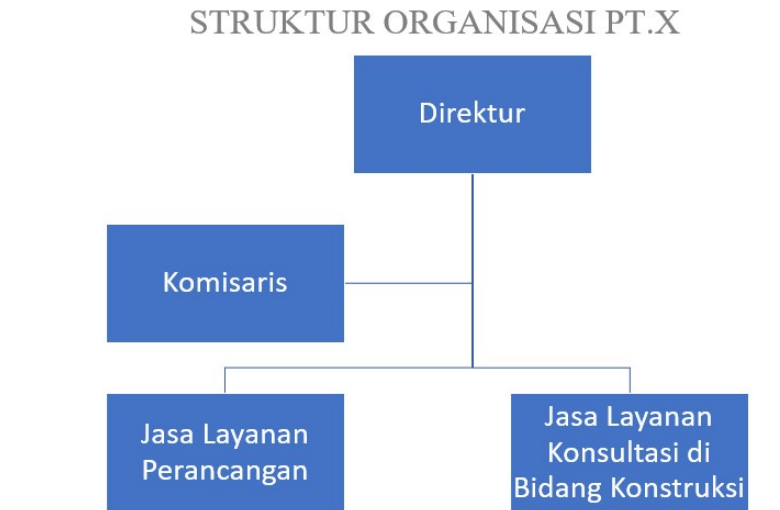 STRUKTUR ORGANISASI PT.X
Direktur
Komisaris
Jasa Layanan
Perancangan
Jasa Layanan
Konsultasi di
Bidang Konstruksi